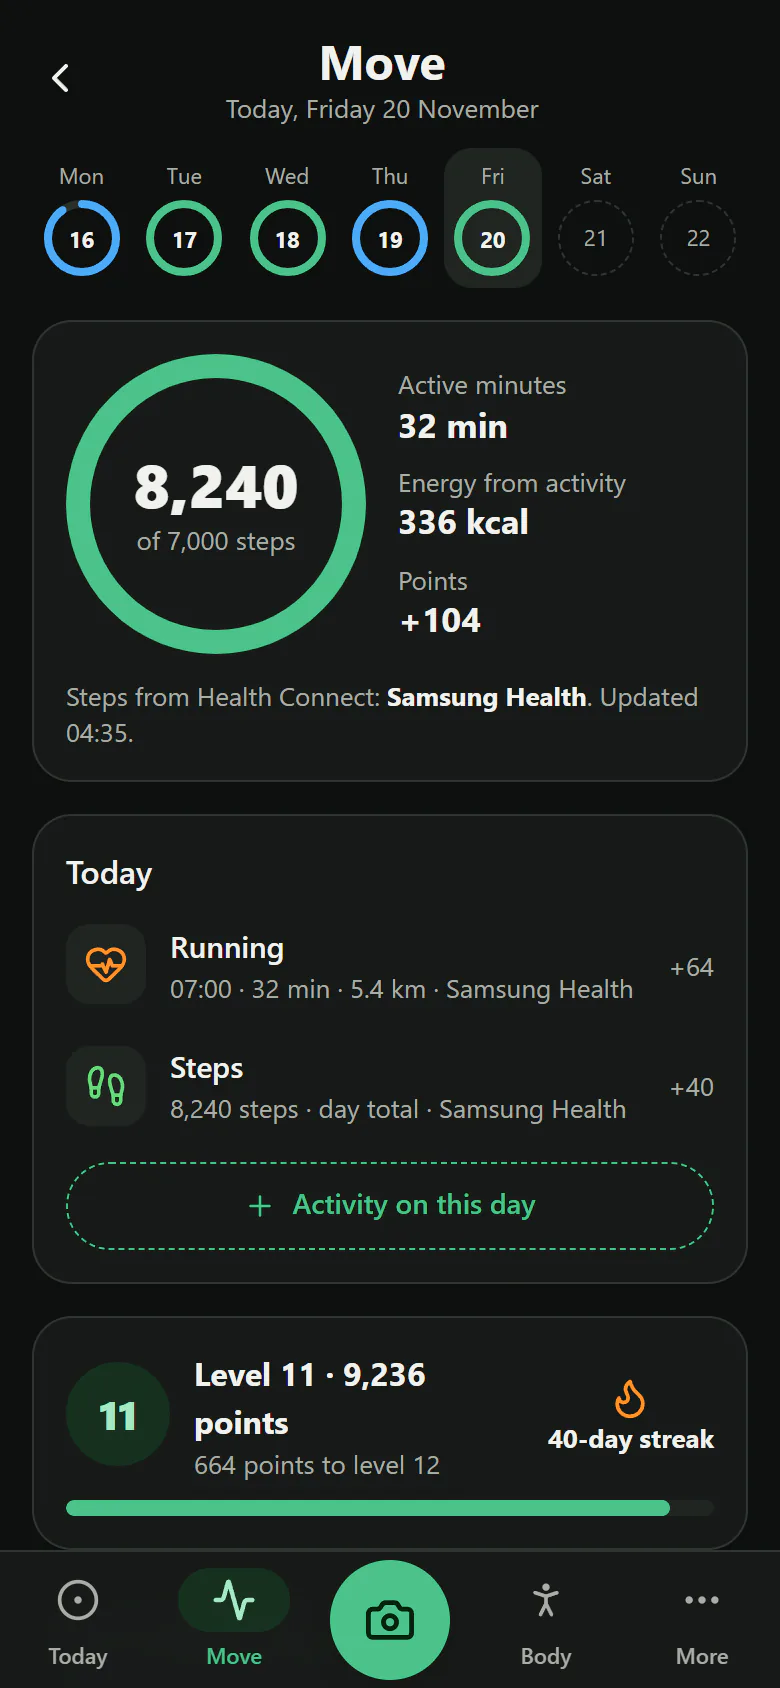 Move
Today, Friday 20 November
Mon Tue Wed Thu Fri Sat Sun
16 17 18 19 20 21 22
8,240
of 7,000 steps
Active minutes
32 min
Energy from activity
336 kcal
Points
+104
Steps from Health Connect: Samsung Health. Updated
04:35.
Today
Running
07:00 · 32 min · 5.4 km · Samsung Health
+64
Steps
8,240 steps · day total · Samsung Health
+40
+ Activity on this day
11
Level 11 · 9,236
points
664 points to level 12
40-day streak
Today Move Body More